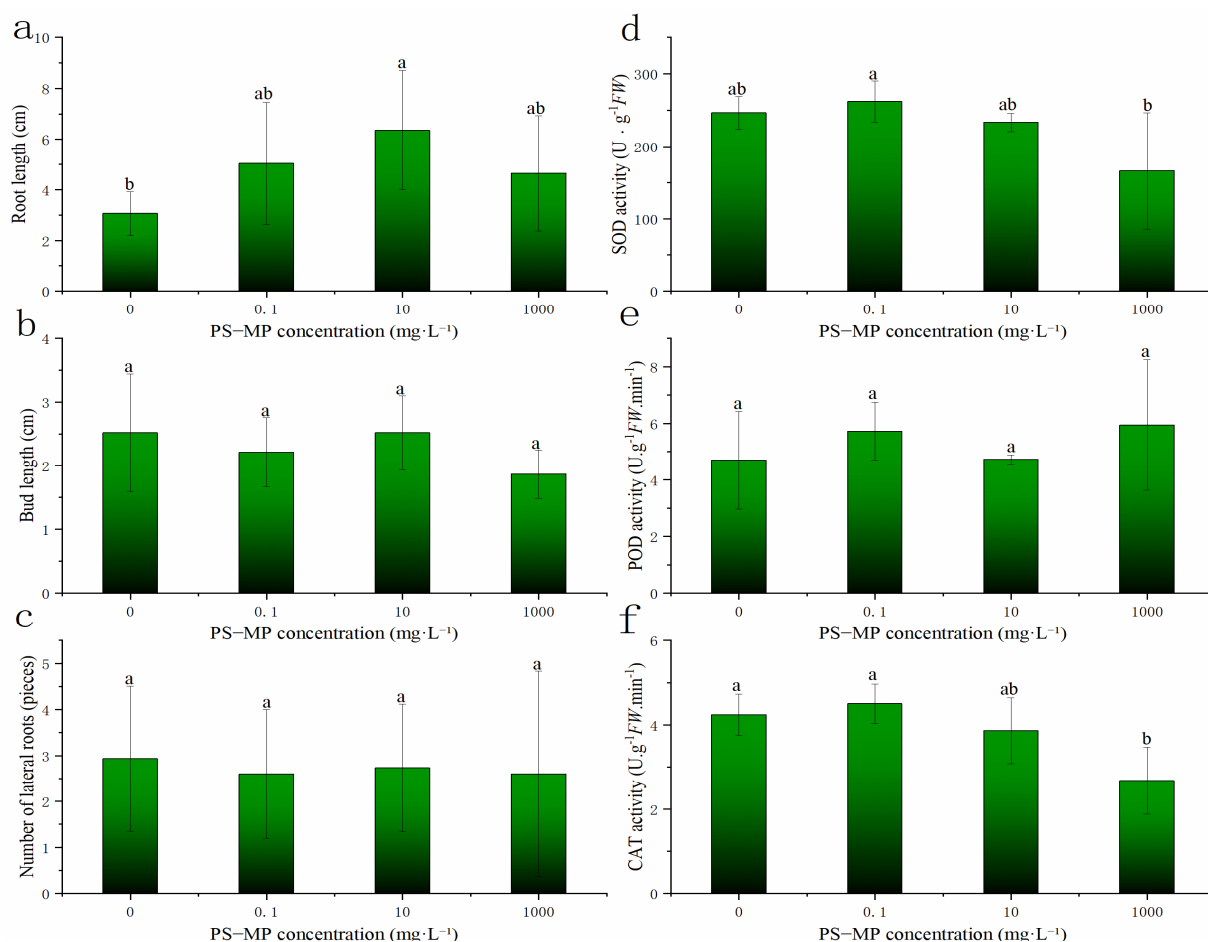 a
10
8
6
4
2
0
Root length (cm)
b
ab
a
ab
0
0.1
10
1000
PS−MP concentration (mg·L⁻¹)
b
4
3
2
1
0
Bud length (cm)
a
a
a
a
0
0.1
10
1000
PS−MP concentration (mg·L⁻¹)
c
5
4
3
2
1
0
Number of lateral roots (pieces)
a
a
a
a
0
0.1
10
1000
PS−MP concentration (mg·L⁻¹)
d
300
200
100
0
SOD activity (U · g⁻¹FW)
ab
a
ab
b
0
0.1
10
1000
PS−MP concentration (mg·L⁻¹)
e
8
6
4
2
0
POD activity (U.g⁻¹FW.min⁻¹)
a
a
a
a
0
0.1
10
1000
PS−MP concentration (mg·L⁻¹)
f
6
4
2
0
CAT activity (U.g⁻¹FW.min⁻¹)
a
a
ab
b
0
0.1
10
1000
PS−MP concentration (mg·L⁻¹)